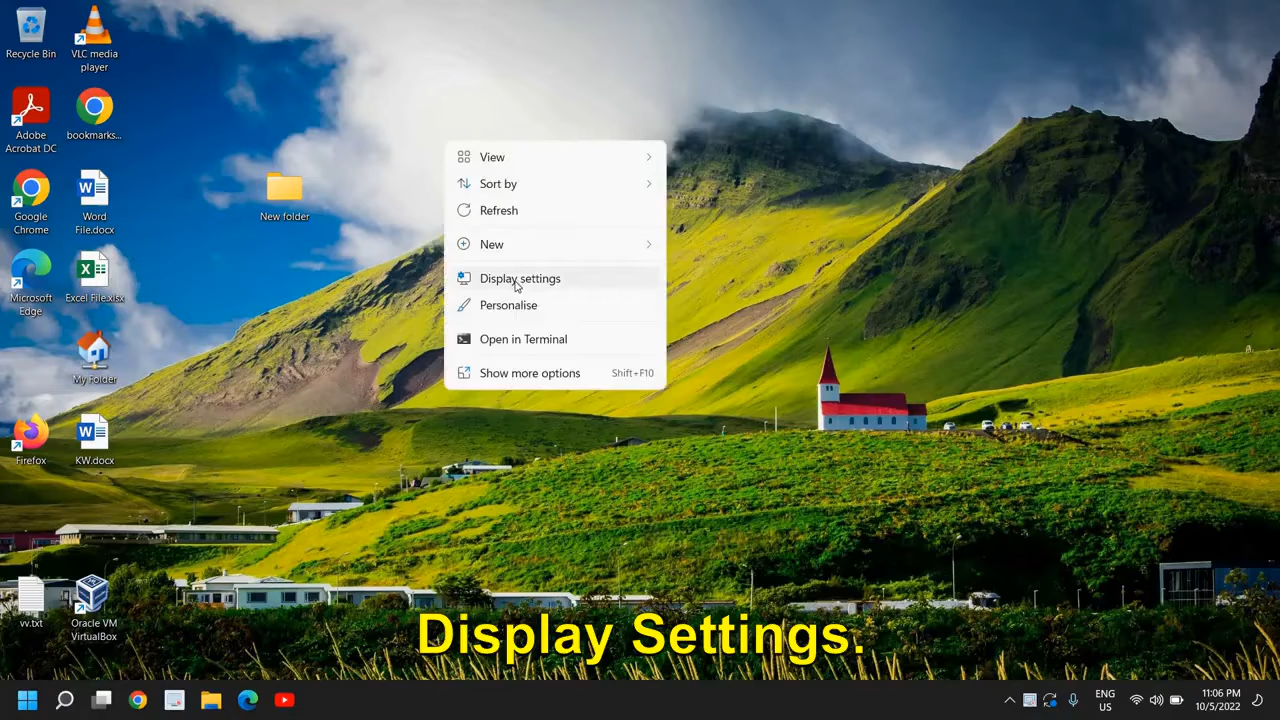 Recycle Bin
VLC media
player
Adobe
Acrobat DC
bookmarks...
Google
Chrome
Word
File.docx
New folder
Microsoft
Edge
Excel File.xlsx
My Folder
Firefox
KW.docx
vv.txt
Oracle VM
VirtualBox
View
Sort by
Refresh
New
Display settings
Personalise
Open in Terminal
Show more options Shift+F10
Display Settings.
ENG
US
11:06 PM
10/5/2022